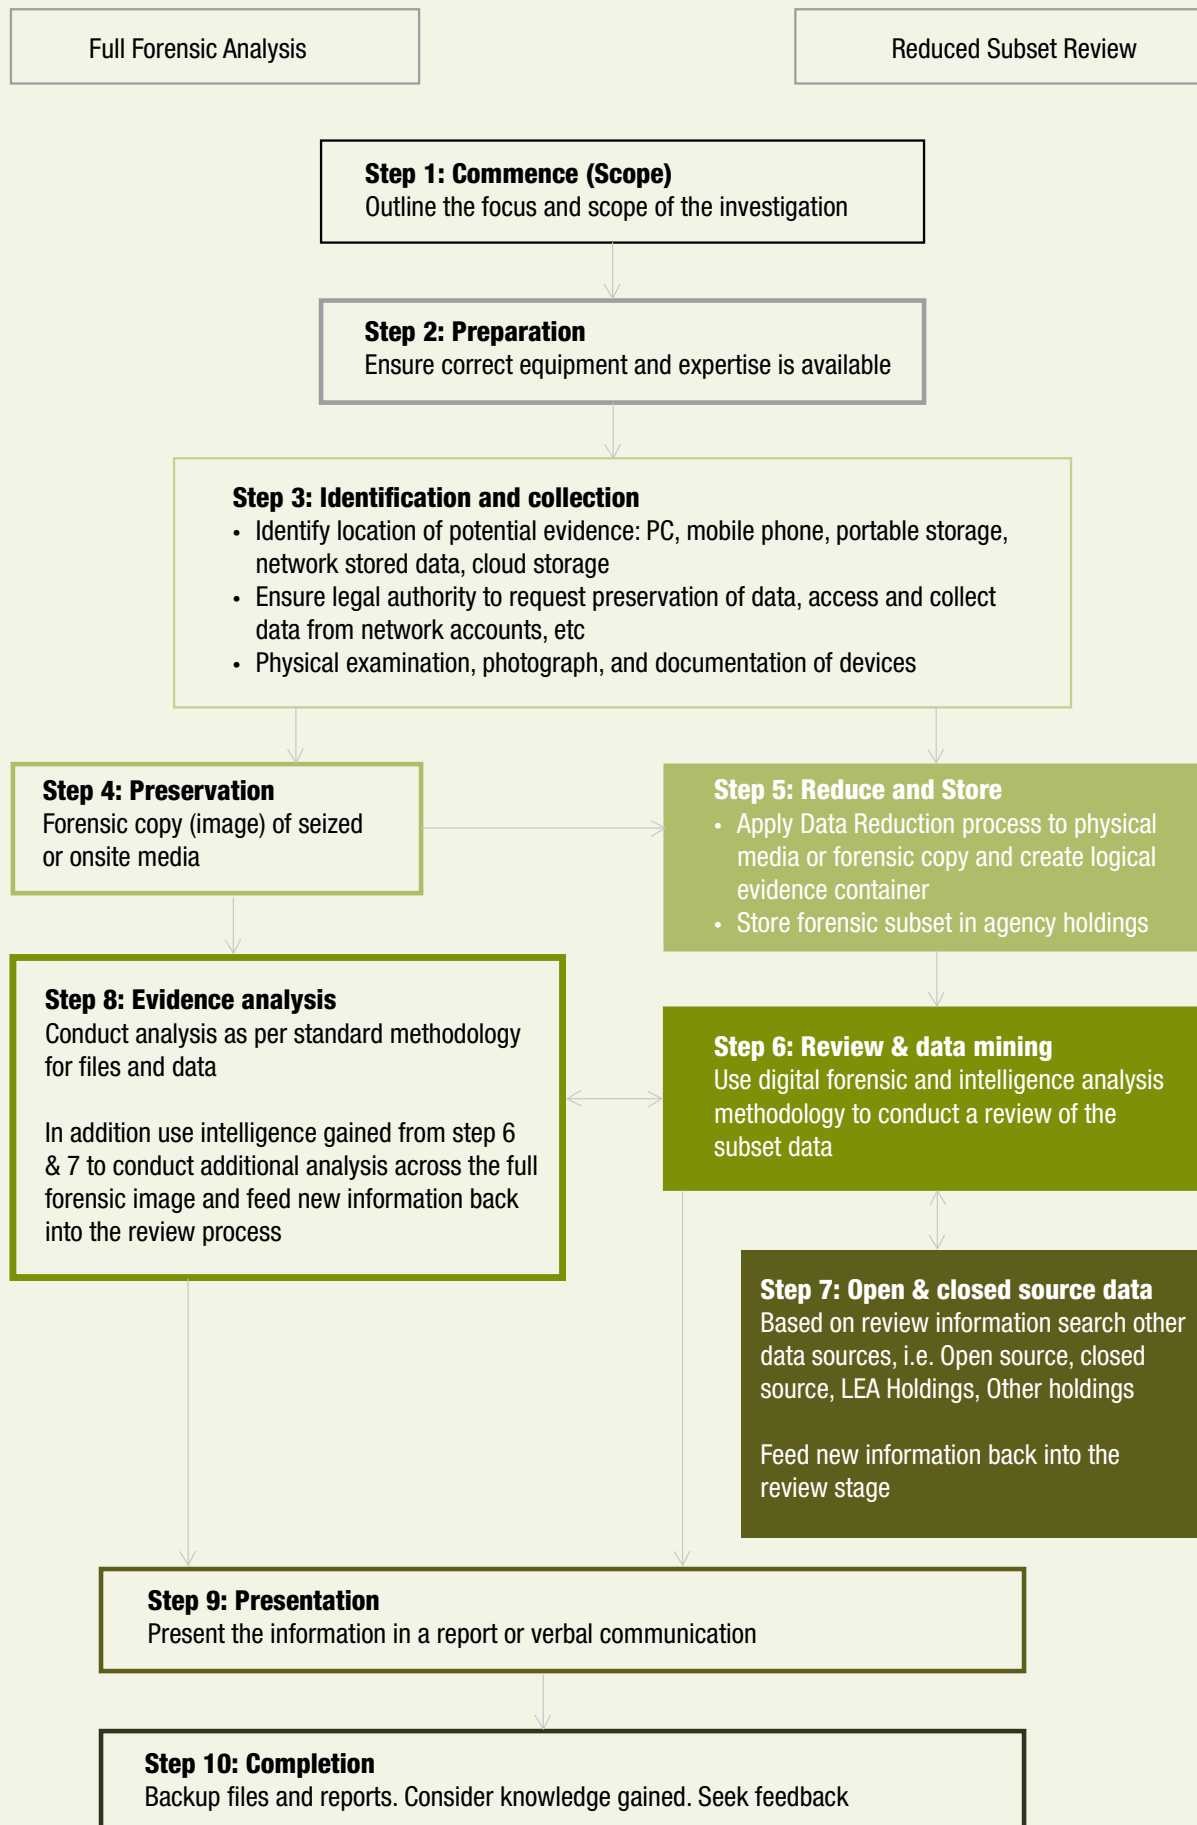 Full Forensic Analysis
Reduced Subset Review
Step 1: Commence (Scope)
Outline the focus and scope of the investigation
Step 2: Preparation
Ensure correct equipment and expertise is available
Step 3: Identification and collection
• Identify location of potential evidence: PC, mobile phone, portable storage,
network stored data, cloud storage
• Ensure legal authority to request preservation of data, access and collect
data from network accounts, etc
• Physical examination, photograph, and documentation of devices
Step 4: Preservation
Forensic copy (image) of seized
or onsite media
Step 5: Reduce and Store
• Apply Data Reduction process to physical
media or forensic copy and create logical
evidence container
• Store forensic subset in agency holdings
Step 8: Evidence analysis
Conduct analysis as per standard methodology
for files and data
In addition use intelligence gained from step 6
& 7 to conduct additional analysis across the full
forensic image and feed new information back
into the review process
Step 6: Review & data mining
Use digital forensic and intelligence analysis
methodology to conduct a review of the
subset data
Step 7: Open & closed source data
Based on review information search other
data sources, i.e. Open source, closed
source, LEA Holdings, Other holdings
Feed new information back into the
review stage
Step 9: Presentation
Present the information in a report or verbal communication
Step 10: Completion
Backup files and reports. Consider knowledge gained. Seek feedback